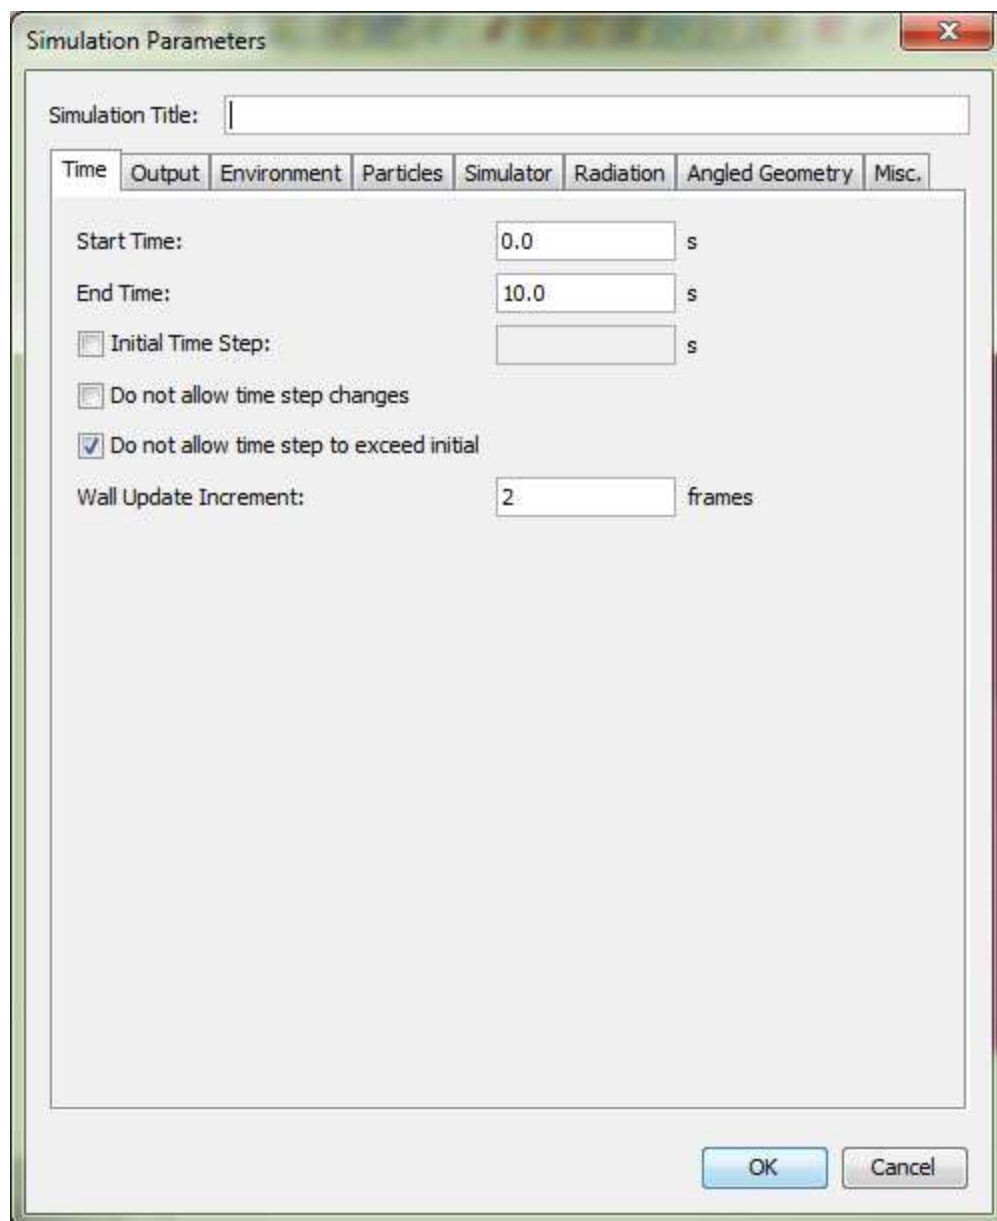 Simulation Parameters
Simulation Title:
Time Output Environment Particles Simulator Radiation Angled Geometry Misc.
Start Time: 0.0 s
End Time: 10.0 s
Initial Time Step: s
Do not allow time step changes
Do not allow time step to exceed initial
Wall Update Increment: 2 frames
OK Cancel